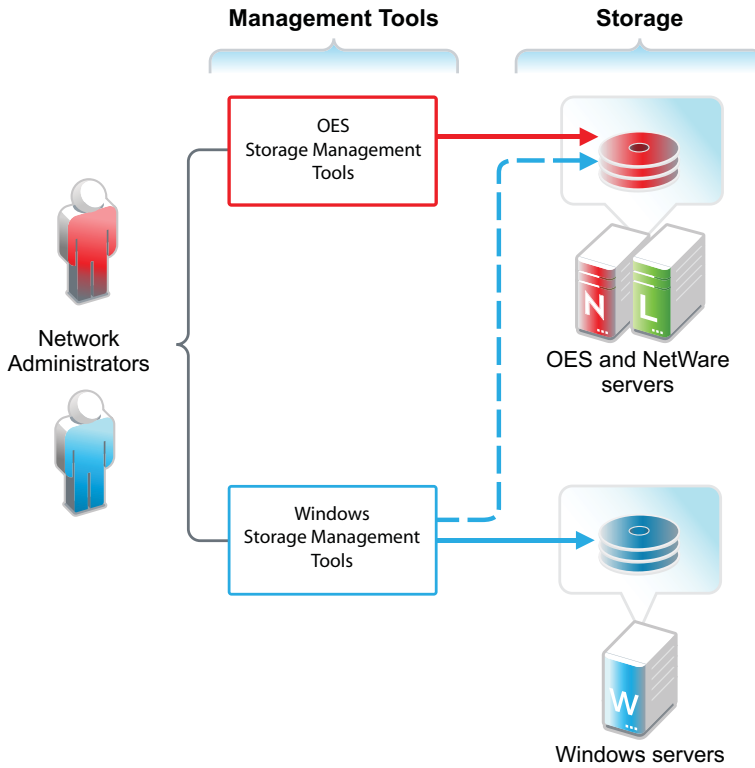 Management Tools
Storage
OES
Storage Management
Tools
Network
Administrators
N
L
OES and NetWare
servers
Windows
Storage Management
Tools
W
Windows servers